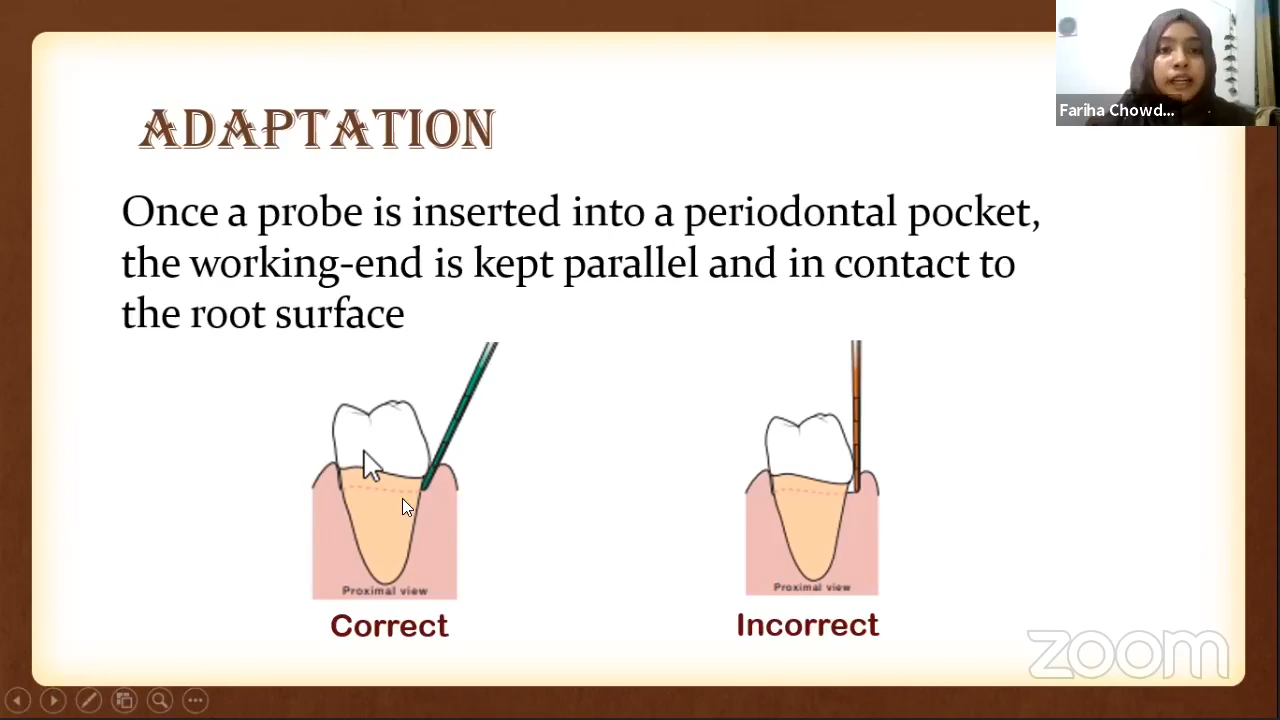 Fariha Chowd...
ADAPTATION
Once a probe is inserted into a periodontal pocket,
the working-end is kept parallel and in contact to
the root surface
Proximal view
Correct
Proximal view
Incorrect
zoom